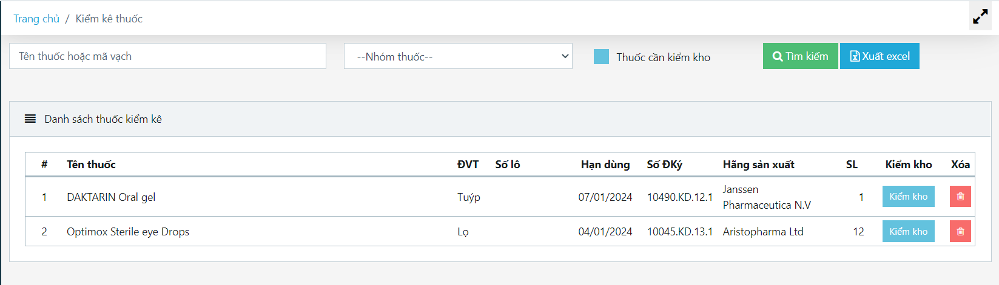 Trang chủ / Kiểm kê thuốc
Tên thuốc hoặc mã vạch --Nhóm thuốc-- Thuốc cần kiểm kho Tìm kiếm Xuất excel
Danh sách thuốc kiểm kê
# Tên thuốc ĐVT Số lô Hạn dùng Số ĐKý Hãng sản xuất SL Kiểm kho Xóa
1 DAKTARIN Oral gel Tuýp 07/01/2024 10490.KD.12.1 Janssen
Pharmaceutica N.V 1 Kiểm kho
2 Optimox Sterile eye Drops Lọ 04/01/2024 10045.KD.13.1 Aristopharma Ltd 12 Kiểm kho